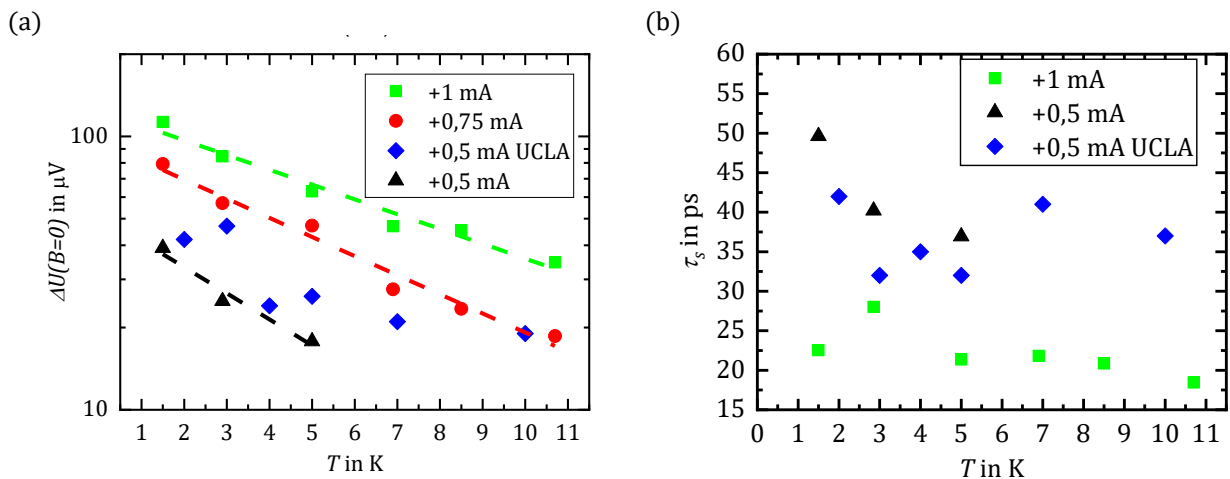 (a)
100
10
ΔU(B=0) in μV
+1 mA
+0,75 mA
+0,5 mA UCLA
+0,5 mA
1 2 3 4 5 6 7 8 9 10 11
T in K
(b)
60
55
50
45
40
35
30
25
20
15
τs in ps
+1 mA
+0,5 mA
+0,5 mA UCLA
0 1 2 3 4 5 6 7 8 9 10 11
T in K